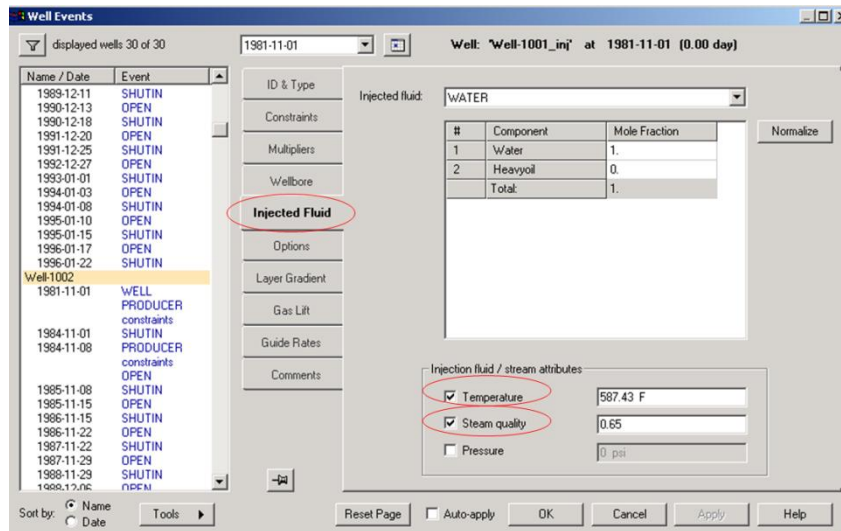 Well Events
displayed wells 30 of 30
1981-11-01
Well: 'Well-1001_inj' at 1981-11-01 (0.00 day)
Name / Date Event
1989-12-11 SHUTIN
1990-12-13 OPEN
1990-12-18 SHUTIN
1991-12-20 OPEN
1991-12-25 SHUTIN
1992-12-27 OPEN
1993-01-01 SHUTIN
1994-01-03 OPEN
1994-01-08 SHUTIN
1995-01-10 OPEN
1995-01-15 SHUTIN
1996-01-17 OPEN
1996-01-22 SHUTIN
Well-1002
1981-11-01 WELL
PRODUCER
constraints
1984-11-01 SHUTIN
1984-11-08 PRODUCER
constraints
OPEN
1985-11-08 SHUTIN
1985-11-15 OPEN
1986-11-15 SHUTIN
1986-11-22 OPEN
1987-11-22 SHUTIN
1987-11-29 OPEN
1988-11-29 SHUTIN
1988-12-06 OPEN
ID & Type
Constraints
Multipliers
Wellbore
Injected Fluid
Options
Layer Gradient
Gas Lift
Guide Rates
Comments
Injected fluid: WATER
# Component Mole Fraction
1 Water 1.
2 Heavyoil 0.
Total: 1.
Normalize
Injection fluid / stream attributes
Temperature 587.43 F
Steam quality 0.65
Pressure 0 psi
Sort by: Name
Date
Tools
Reset Page Auto-apply OK Cancel Apply Help